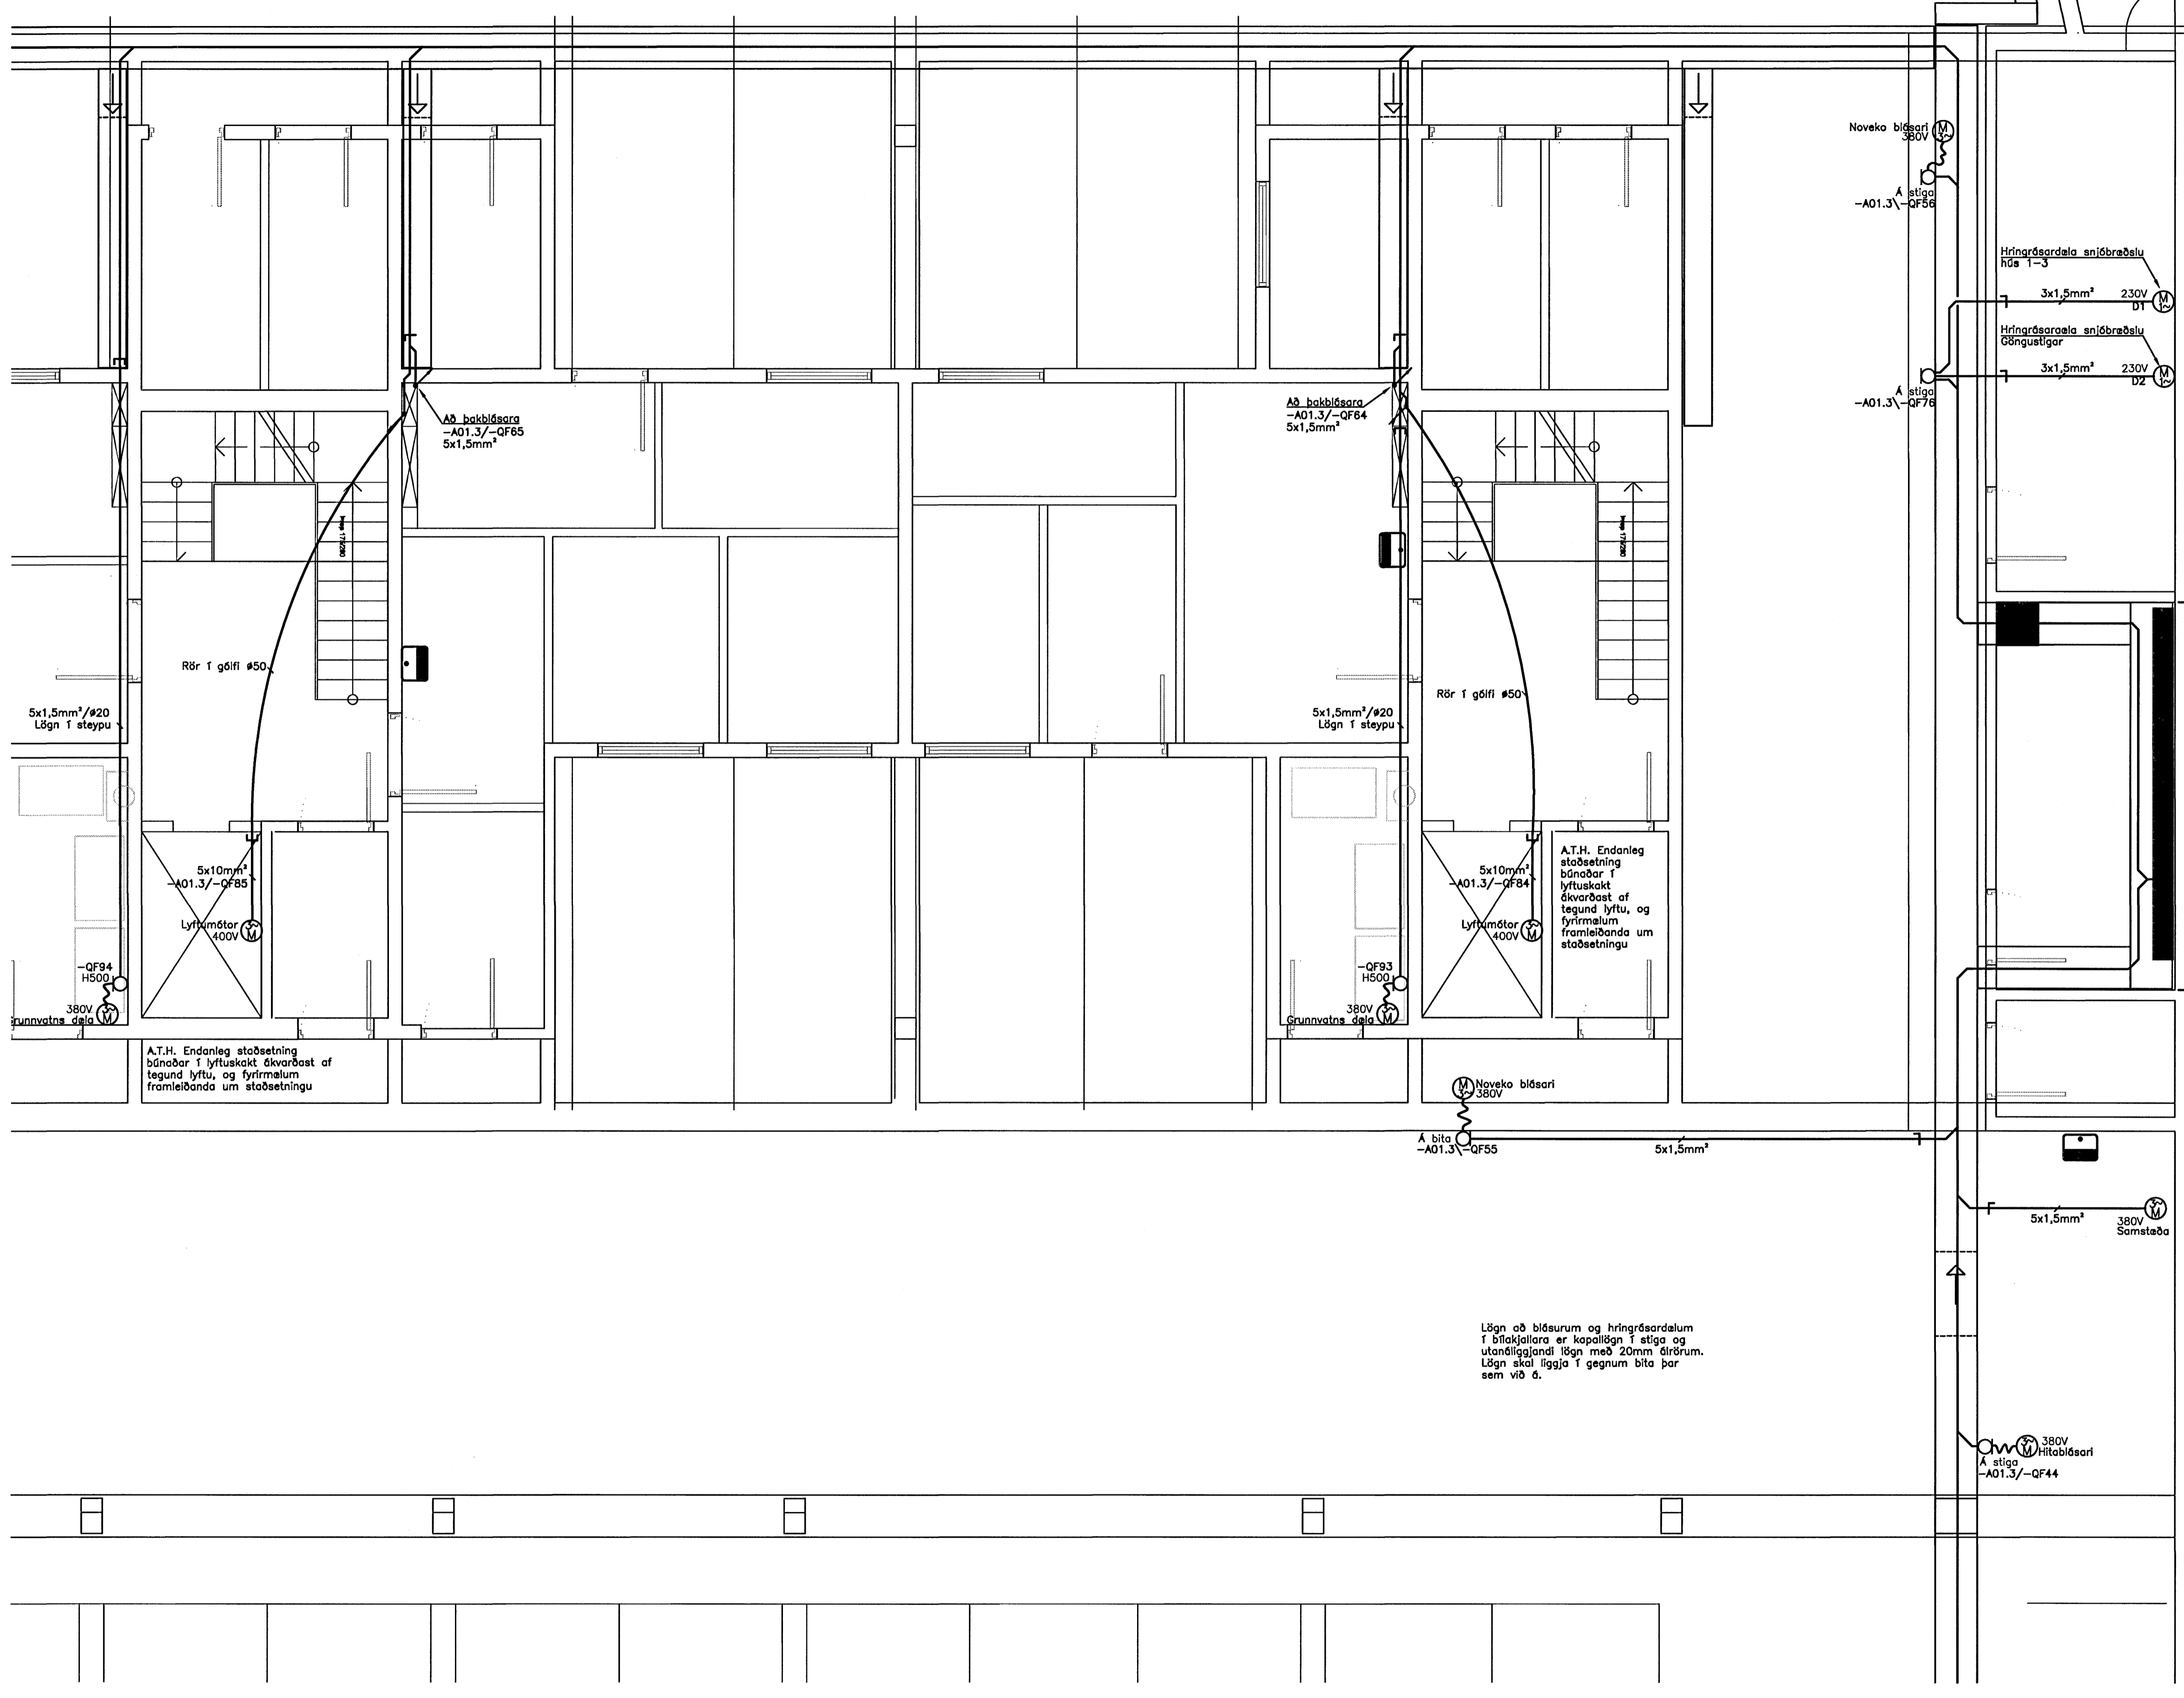 Noveko blásari
380V
Á stiga
-A01.3\-QF56
Hringrásardæla snjóbræðslu
hús 1-3
3x1,5mm²
230V
D1
Hringrásaraæla snjóbræðslu
Göngustigar
3x1,5mm²
230V
D2
Á stiga
-A01.3\-QF76
Að þakblásara
-A01.3/-QF65
5x1,5mm²
Að þakblásara
-A01.3/-QF64
5x1,5mm²
Rör í gólfi ø50
Rör í gólfi ø50
5x1,5mm²/ø20
Lögn í steypu
5x1,5mm²/ø20
Lögn í steypu
5x10mm²
-A01.3/-QF85
Lyftumótor
400V
5x10mm²
-A01.3/-QF84
Lyftumótor
400V
A.T.H. Endanleg
staðsetning
búnaðar í
lyftuskakt
ákvarðast af
tegund lyftu, og
fyrirmælum
framleiðanda um
staðsetningu
-QF94
H500
380V
runnvatns dæla
-QF93
H500
380V
Grunnvatns dæla
A.T.H. Endanleg staðsetning
búnaðar í lyftuskakt ákvarðast af
tegund lyftu, og fyrirmælum
framleiðanda um staðsetningu
Noveko blásari
380V
Á bita
-A01.3\-QF55
5x1,5mm²
5x1,5mm²
380V
Samstæða
Lögn að blásurum og hringrásardælum
í bílakjallara er kapallögn í stiga og
utanáliggjandi lögn með 20mm álrörum.
Lögn skal liggja í gegnum bita þar
sem við á.
380V
Hitablásari
Á stiga
-A01.3/-QF44